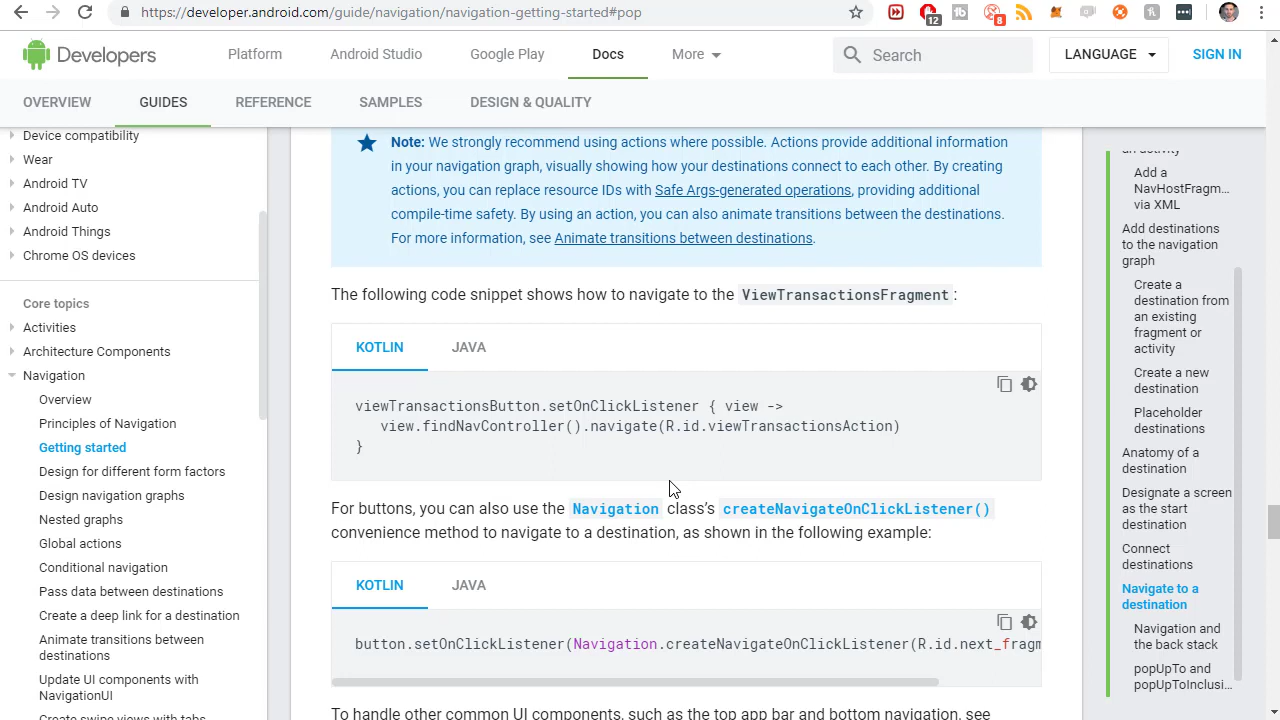 https://developer.android.com/guide/navigation/navigation-getting-started#pop
12
8
Developers
Platform
Android Studio
Google Play
Docs
More
Search
LANGUAGE
SIGN IN
OVERVIEW
GUIDES
REFERENCE
SAMPLES
DESIGN & QUALITY
Device compatibility
Wear
Android TV
Android Auto
Android Things
Chrome OS devices
Core topics
Activities
Architecture Components
Navigation
Overview
Principles of Navigation
Getting started
Design for different form factors
Design navigation graphs
Nested graphs
Global actions
Conditional navigation
Pass data between destinations
Create a deep link for a destination
Animate transitions between
destinations
Update UI components with
NavigationUI
Create swipe views with tabs
Note: We strongly recommend using actions where possible. Actions provide additional information
in your navigation graph, visually showing how your destinations connect to each other. By creating
actions, you can replace resource IDs with Safe Args-generated operations, providing additional
compile-time safety. By using an action, you can also animate transitions between the destinations.
For more information, see Animate transitions between destinations.
The following code snippet shows how to navigate to the ViewTransactionsFragment :
KOTLIN
JAVA
viewTransactionsButton.setOnClickListener { view ->
view.findNavController().navigate(R.id.viewTransactionsAction)
}
For buttons, you can also use the Navigation class's createNavigateOnClickListener()
convenience method to navigate to a destination, as shown in the following example:
KOTLIN
JAVA
button.setOnClickListener(Navigation.createNavigateOnClickListener(R.id.next_fragm
To handle other common UI components, such as the top app bar and bottom navigation, see
an activity
Add a
NavHostFragm...
via XML
Add destinations
to the navigation
graph
Create a
destination from
an existing
fragment or
activity
Create a new
destination
Placeholder
destinations
Anatomy of a
destination
Designate a screen
as the start
destination
Connect
destinations
Navigate to a
destination
Navigation and
the back stack
popUpTo and
popUpToInclusi...